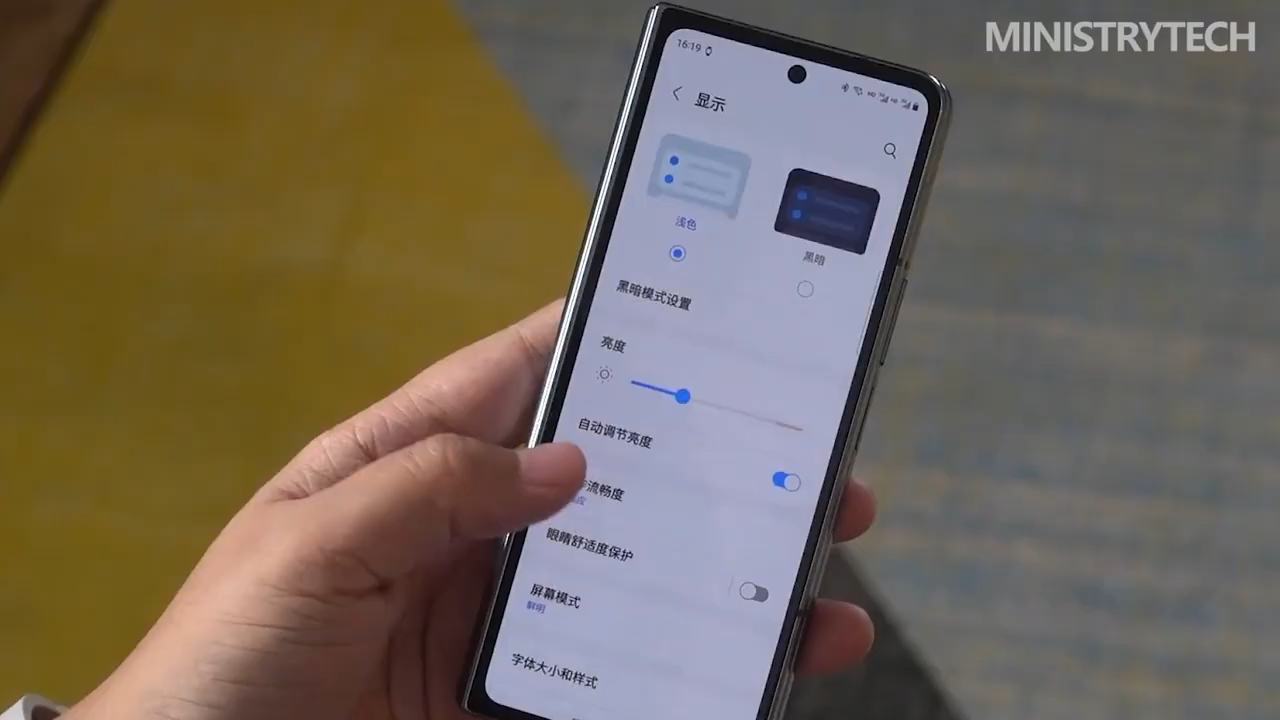 MINISTRYTECH
16:19
显示
浅色
黑暗
黑暗模式设置
亮度
自动调节亮度
流畅度
眼睛舒适度保护
屏幕模式
鲜明
字体大小和样式